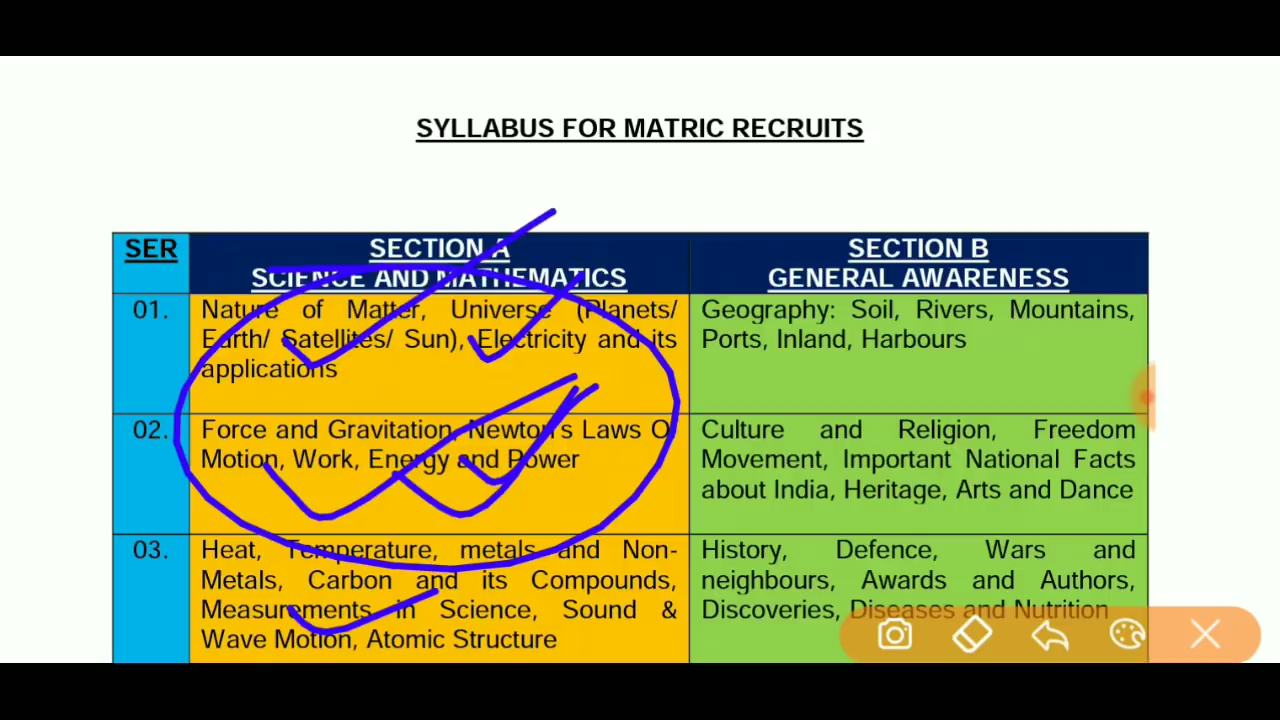 SYLLABUS FOR MATRIC RECRUITS
SER
SECTION A
SCIENCE AND MATHEMATICS
SECTION B
GENERAL AWARENESS
01.
Nature of Matter, Universe (Planets/
Earth/ Satellites/ Sun), Electricity and its
applications
Geography: Soil, Rivers, Mountains,
Ports, Inland, Harbours
02.
Force and Gravitation, Newton's Laws Of
Motion, Work, Energy and Power
Culture and Religion, Freedom
Movement, Important National Facts
about India, Heritage, Arts and Dance
03.
Heat, Temperature, metals and Non-
Metals, Carbon and its Compounds,
Measurements in Science, Sound &
Wave Motion, Atomic Structure
History, Defence, Wars and
neighbours, Awards and Authors,
Discoveries, Diseases and Nutrition